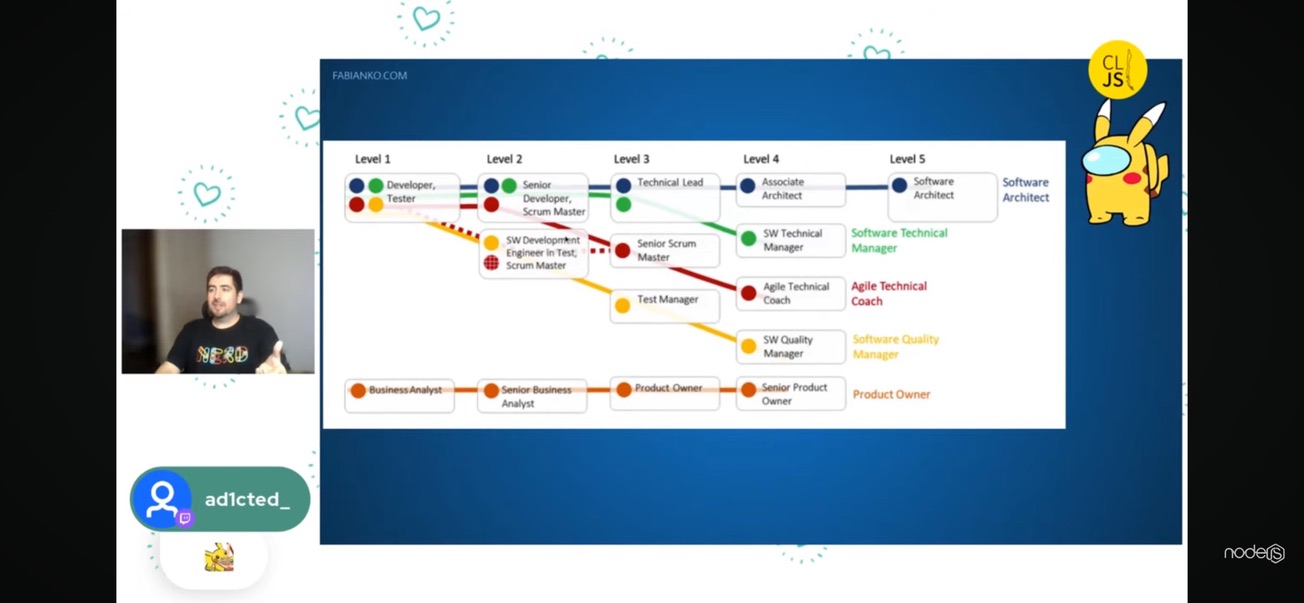 FABIANKO.COM
CL
JS
Level 1
Level 2
Level 3
Level 4
Level 5
Developer,
Tester
Senior
Developer,
Scrum Master
Technical Lead
Associate
Architect
Software
Architect
Software
Architect
SW Development
Engineer in Test,
Scrum Master
Senior Scrum
Master
SW Technical
Manager
Software Technical
Manager
Test Manager
Agile Technical
Coach
Agile Technical
Coach
SW Quality
Manager
Software Quality
Manager
Business Analyst
Senior Business
Analyst
Product Owner
Senior Product
Owner
Product Owner
NERD
ad1cted_
nodeJS